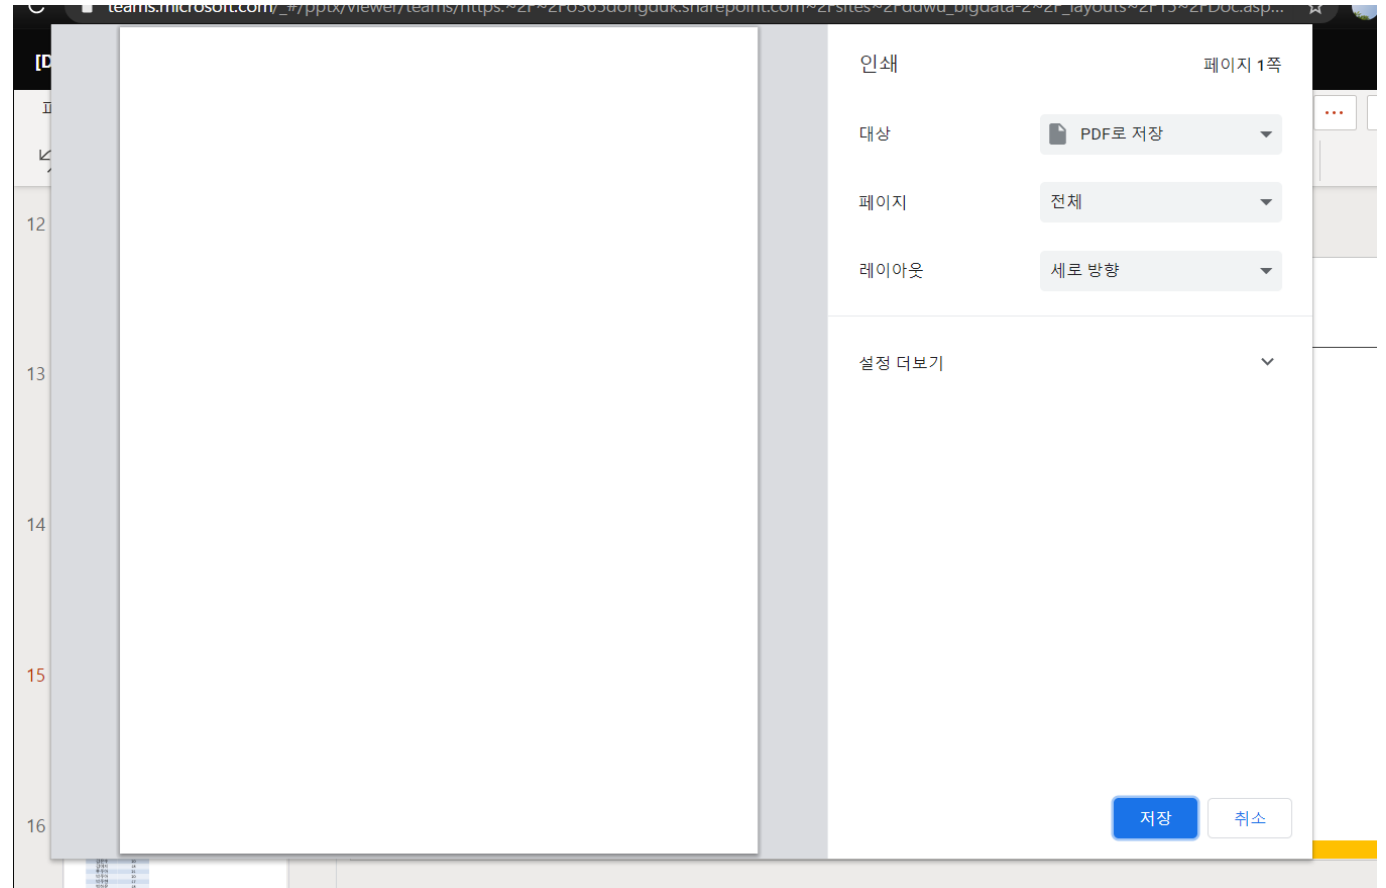 teams.microsoft.com/_#/pptx/viewer/teams/https:~2F~2Fo365dongduk.sharepoint.com~2Fsites~2Fddwu_bigdata-2~2F_layouts~2F15~2FDoc.asp...
[D
인쇄
페이지 1쪽
대상
PDF로 저장
페이지
전체
레이아웃
세로 방향
설정 더보기
12
13
14
15
16
저장
취소